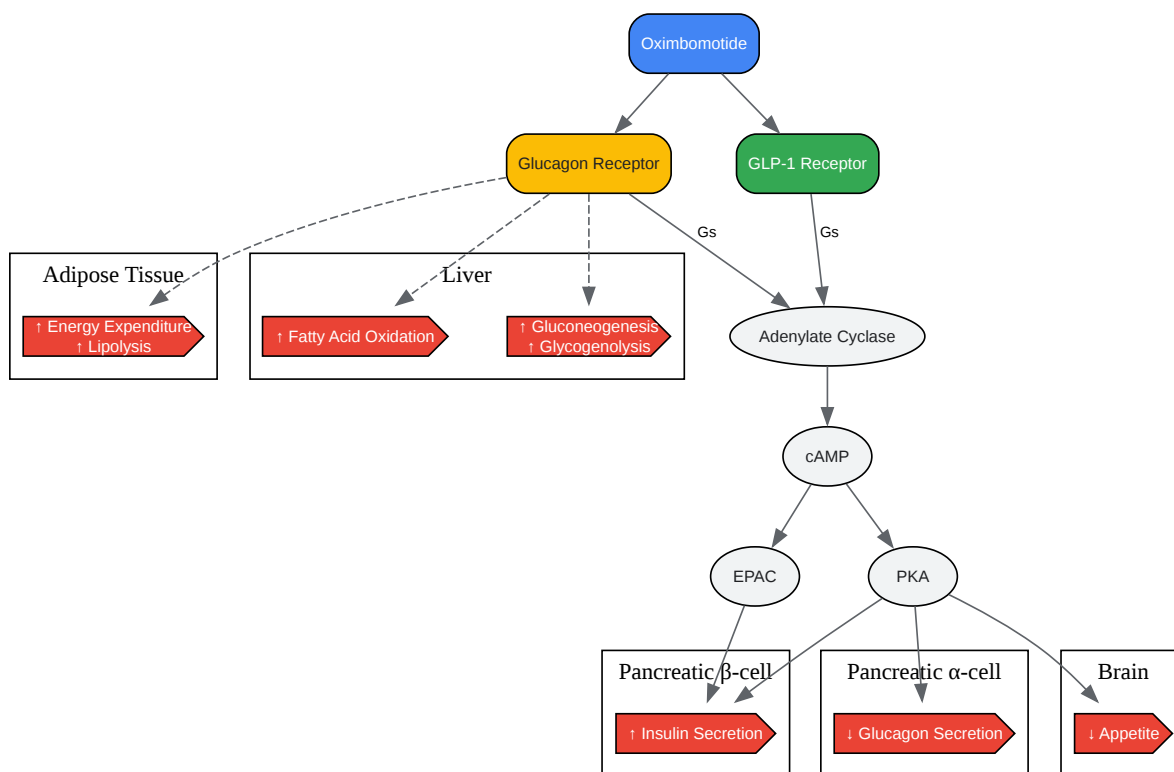 Oximbomotide
Glucagon Receptor
GLP-1 Receptor
Gs
Gs
Adipose Tissue
Liver
↑ Energy Expenditure
↑ Lipolysis
↑ Fatty Acid Oxidation
↑ Gluconeogenesis
↑ Glycogenolysis
Adenylate Cyclase
cAMP
EPAC
PKA
Pancreatic β-cell
Pancreatic α-cell
Brain
↑ Insulin Secretion
↓ Glucagon Secretion
↓ Appetite